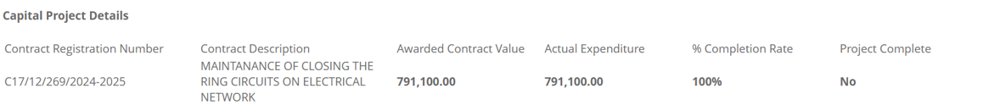 Capital Project Details
Contract Registration Number Contract Description Awarded Contract Value Actual Expenditure % Completion Rate Project Complete
MAINTANANCE OF CLOSING THE
C17/12/269/2024-2025 RING CIRCUITS ON ELECTRICAL 791,100.00 791,100.00 100% No
NETWORK